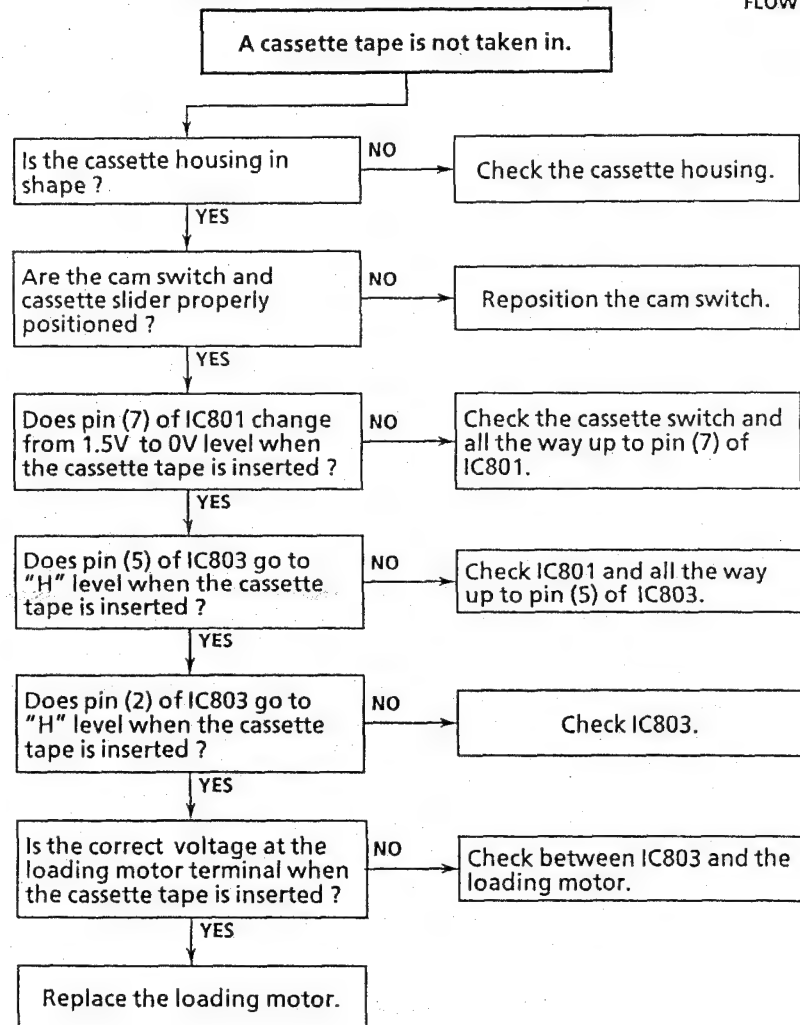 FLOW
A cassette tape is not taken in.
Is the cassette housing in
shape ?
NO
Check the cassette housing.
YES
Are the cam switch and
cassette slider properly
positioned ?
NO
Reposition the cam switch.
YES
Does pin (7) of IC801 change
from 1.5V to 0V level when
the cassette tape is inserted ?
NO
Check the cassette switch and
all the way up to pin (7) of
IC801.
YES
Does pin (5) of IC803 go to
"H" level when the cassette
tape is inserted ?
NO
Check IC801 and all the way
up to pin (5) of IC803.
YES
Does pin (2) of IC803 go to
"H" level when the cassette
tape is inserted ?
NO
Check IC803.
YES
Is the correct voltage at the
loading motor terminal when
the cassette tape is inserted ?
NO
Check between IC803 and the
loading motor.
YES
Replace the loading motor.